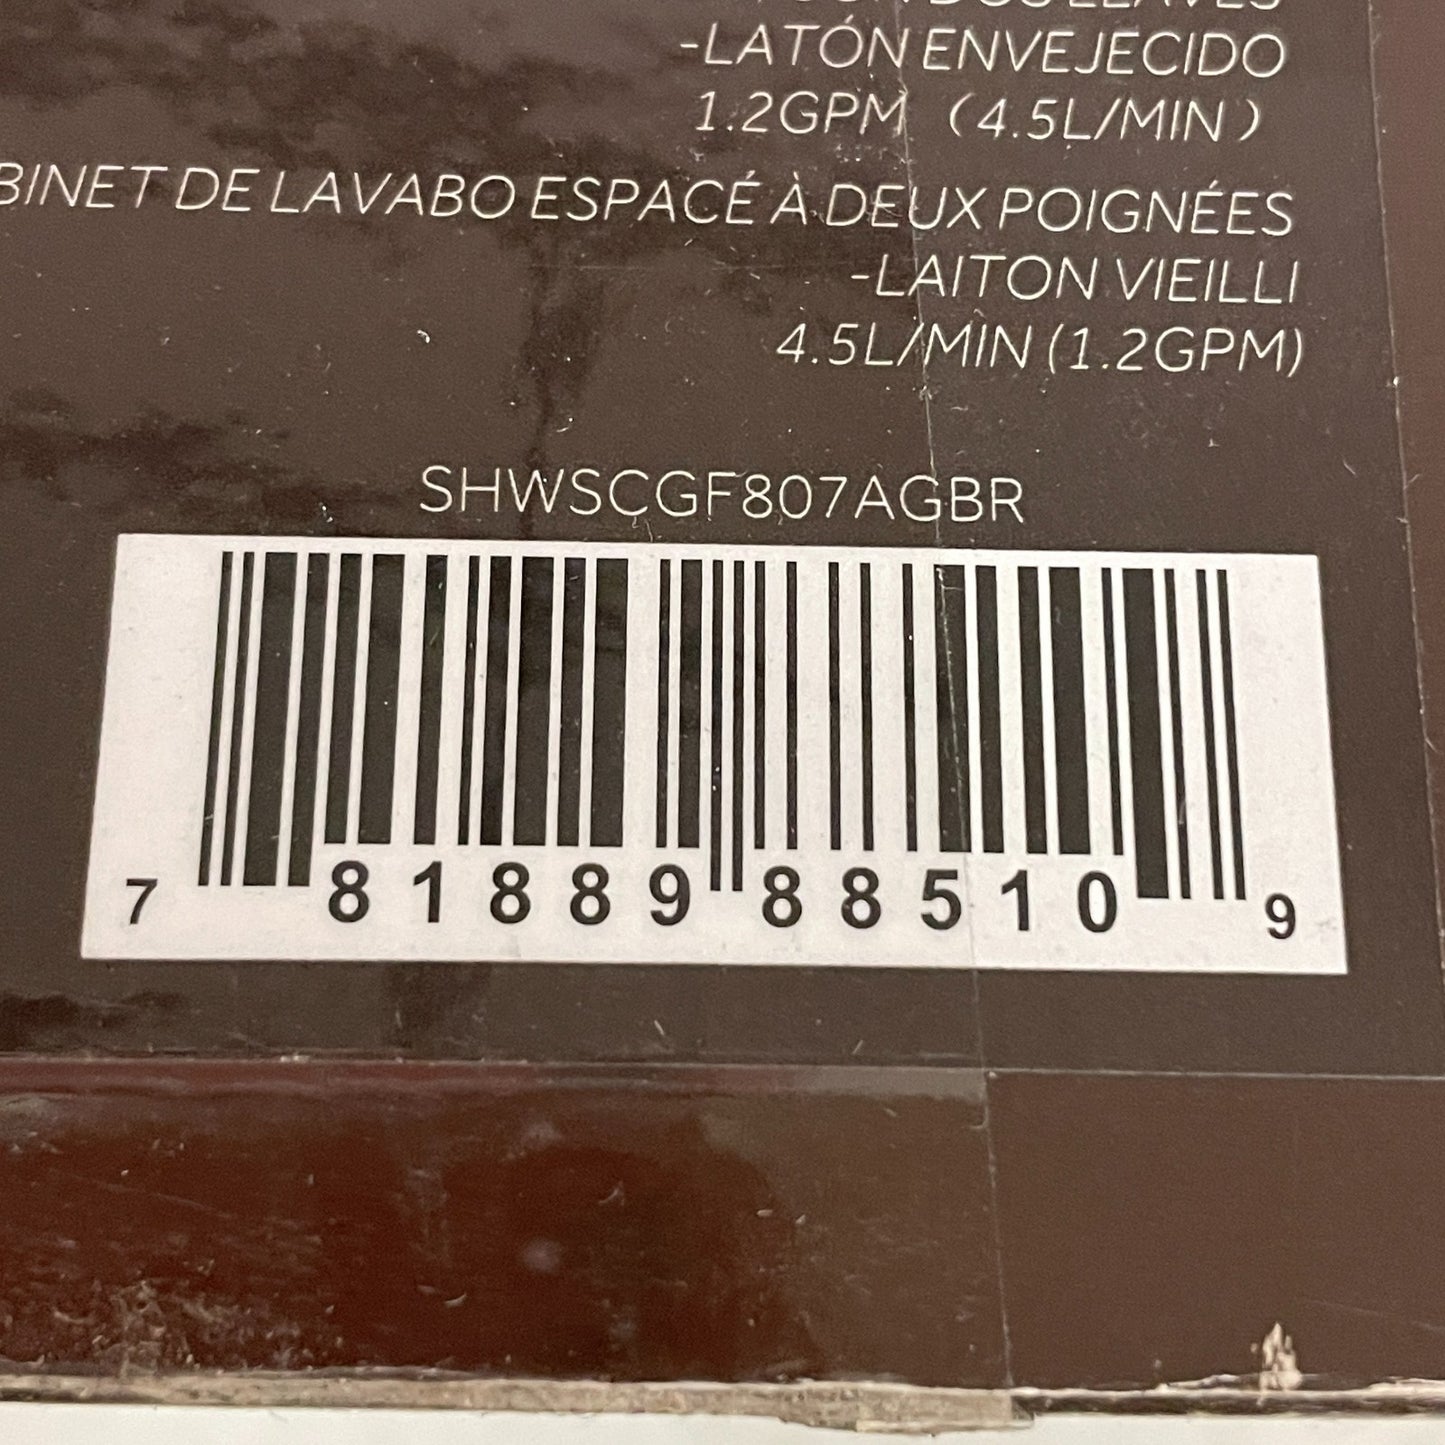 -LATÓN ENVEJECIDO
1.2GPM (4.5L/MIN)
DE LAVABO ESPACÉ À DEUX POIGNÉES
-LAITON VIEILLI
4.5L/MIN (1.2GPM)
SHWSCGF807AGBR
7 81889 88510 9